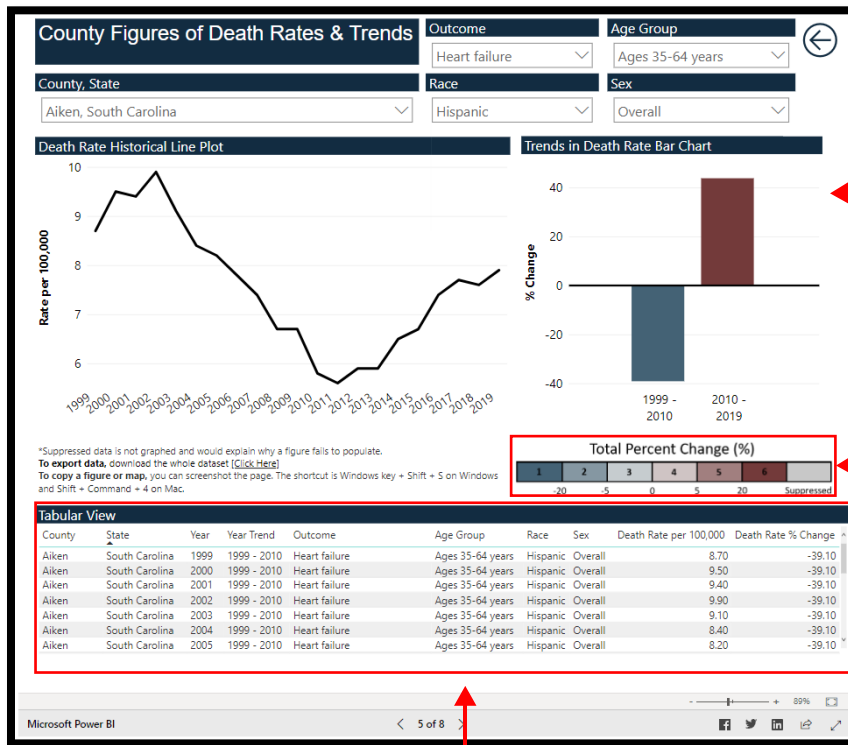 County Figures of Death Rates & Trends
Outcome
Heart failure
Age Group
Ages 35-64 years
County, State
Aiken, South Carolina
Race
Hispanic
Sex
Overall
Death Rate Historical Line Plot
Rate per 100,000
10
9
8
7
6
1999 2000 2001 2002 2003 2004 2005 2006 2007 2008 2009 2010 2011 2012 2013 2014 2015 2016 2017 2018 2019
Trends in Death Rate Bar Chart
% Change
40
20
0
-20
-40
1999 - 2010
2010 - 2019
*Suppressed data is not graphed and would explain why a figure fails to populate.
To export data, download the whole dataset [Click Here]
To copy a figure or map, you can screenshot the page. The shortcut is Windows key + Shift + S on Windows
and Shift + Command + 4 on Mac.
Total Percent Change (%)
1 2 3 4 5 6
-20 -5 0 5 20 Suppressed
Tabular View
County State Year Year Trend Outcome Age Group Race Sex Death Rate per 100,000 Death Rate % Change
Aiken South Carolina 1999 1999 - 2010 Heart failure Ages 35-64 years Hispanic Overall 8.70 -39.10
Aiken South Carolina 2000 1999 - 2010 Heart failure Ages 35-64 years Hispanic Overall 9.50 -39.10
Aiken South Carolina 2001 1999 - 2010 Heart failure Ages 35-64 years Hispanic Overall 9.40 -39.10
Aiken South Carolina 2002 1999 - 2010 Heart failure Ages 35-64 years Hispanic Overall 9.90 -39.10
Aiken South Carolina 2003 1999 - 2010 Heart failure Ages 35-64 years Hispanic Overall 9.10 -39.10
Aiken South Carolina 2004 1999 - 2010 Heart failure Ages 35-64 years Hispanic Overall 8.40 -39.10
Aiken South Carolina 2005 1999 - 2010 Heart failure Ages 35-64 years Hispanic Overall 8.20 -39.10
- + 89%
Microsoft Power BI
< 5 of 8 >